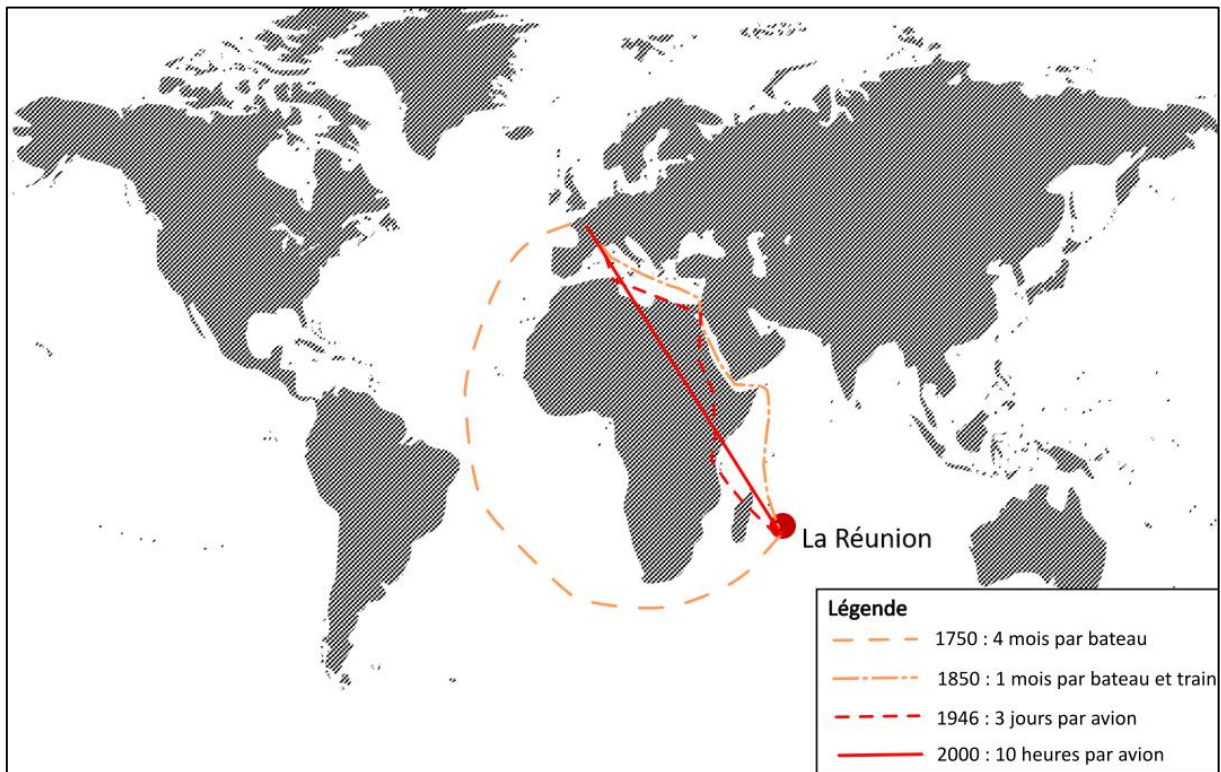 La Réunion
Légende
1750 : 4 mois par bateau
1850 : 1 mois par bateau et train
1946 : 3 jours par avion
2000 : 10 heures par avion